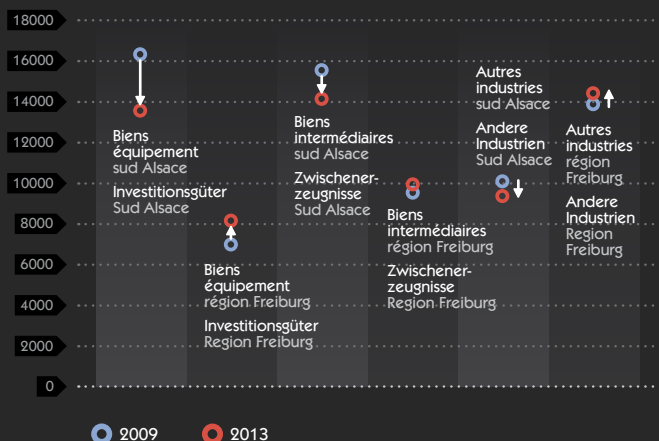 18000
16000
14000
12000
10000
8000
6000
4000
2000
0
Biens
équipement
sud Alsace
Investitionsgüter
Sud Alsace
Biens
équipement
région Freiburg
Investitionsgüter
Region Freiburg
Biens
intermédiaires
sud Alsace
Zwischener-
zeugnisse
Sud Alsace
Biens
intermédiaires
région Freiburg
Zwischener-
zeugnisse
Region Freiburg
Autres
industries
sud Alsace
Andere
Industrien
Sud Alsace
Autres
industries
région
Freiburg
Andere
Industrien
Region
Freiburg
2009
2013